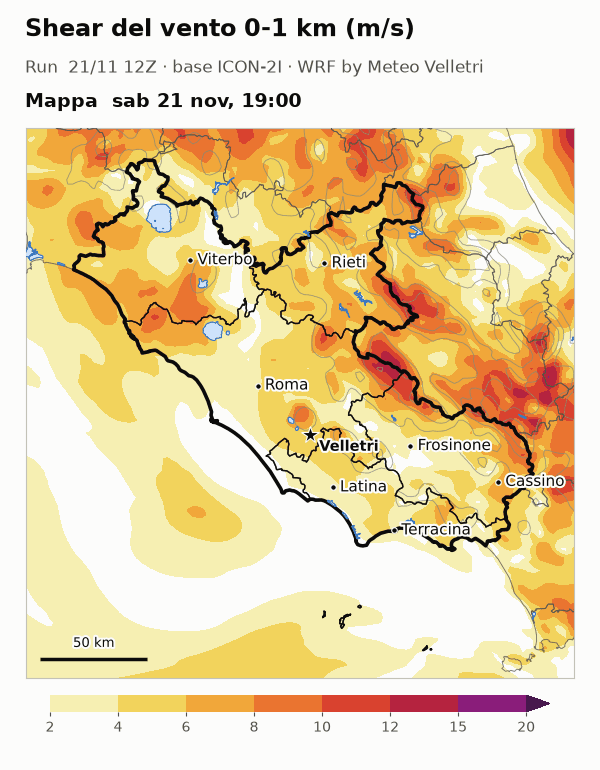 Shear del vento 0-1 km (m/s)
Run  21/11 12Z · base ICON-2I · WRF by Meteo Velletri
Mappa  sab 21 nov, 19:00
Viterbo
Rieti
Roma
Velletri
Frosinone
Latina
Cassino
Terracina
50 km
2 4 6 8 10 12 15 20